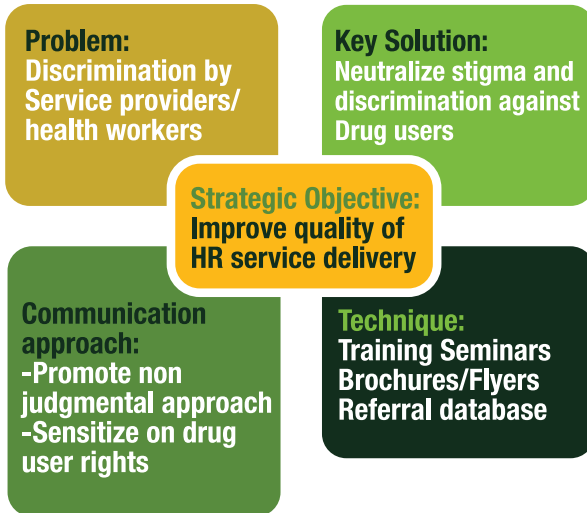 Problem:
Discrimination by
Service providers/
health workers
Key Solution:
Neutralize stigma and
discrimination against
Drug users
Strategic Objective:
Improve quality of
HR service delivery
Communication
approach:
-Promote non
judgmental approach
-Sensitize on drug
user rights
Technique:
Training Seminars
Brochures/Flyers
Referral database